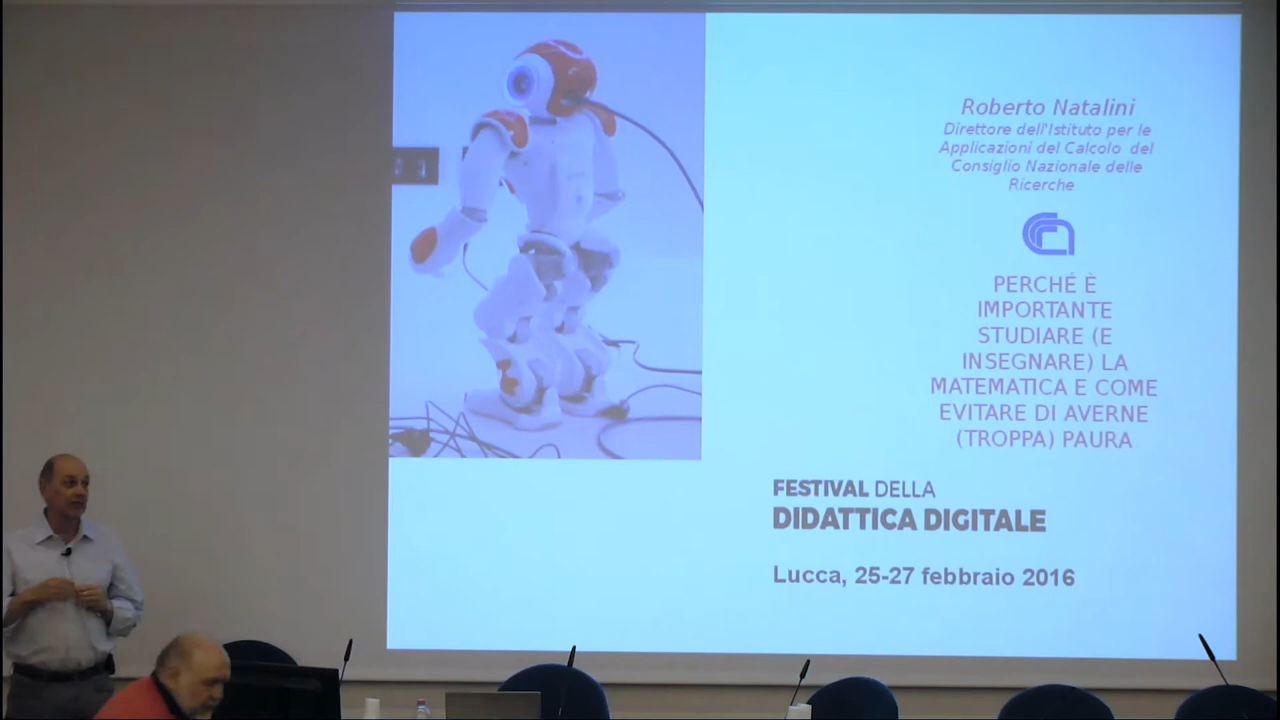 Roberto Natalini
Direttore dell'Istituto per le
Applicazioni del Calcolo del
Consiglio Nazionale delle
Ricerche
PERCHÉ È
IMPORTANTE
STUDIARE (E
INSEGNARE) LA
MATEMATICA E COME
EVITARE DI AVERNE
(TROPPA) PAURA
FESTIVAL DELLA
DIDATTICA DIGITALE
Lucca, 25-27 febbraio 2016